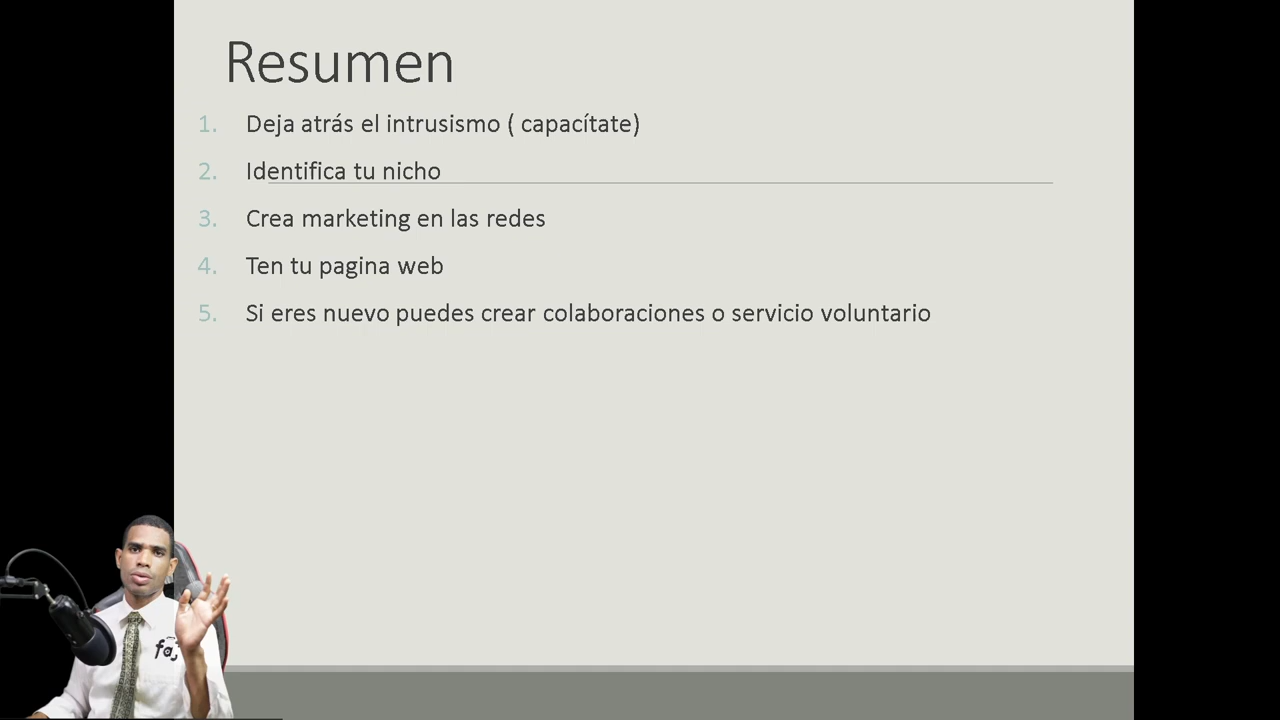 Resumen
1. Deja atrás el intrusismo ( capacítate)
2. Identifica tu nicho
3. Crea marketing en las redes
4. Ten tu pagina web
5. Si eres nuevo puedes crear colaboraciones o servicio voluntario